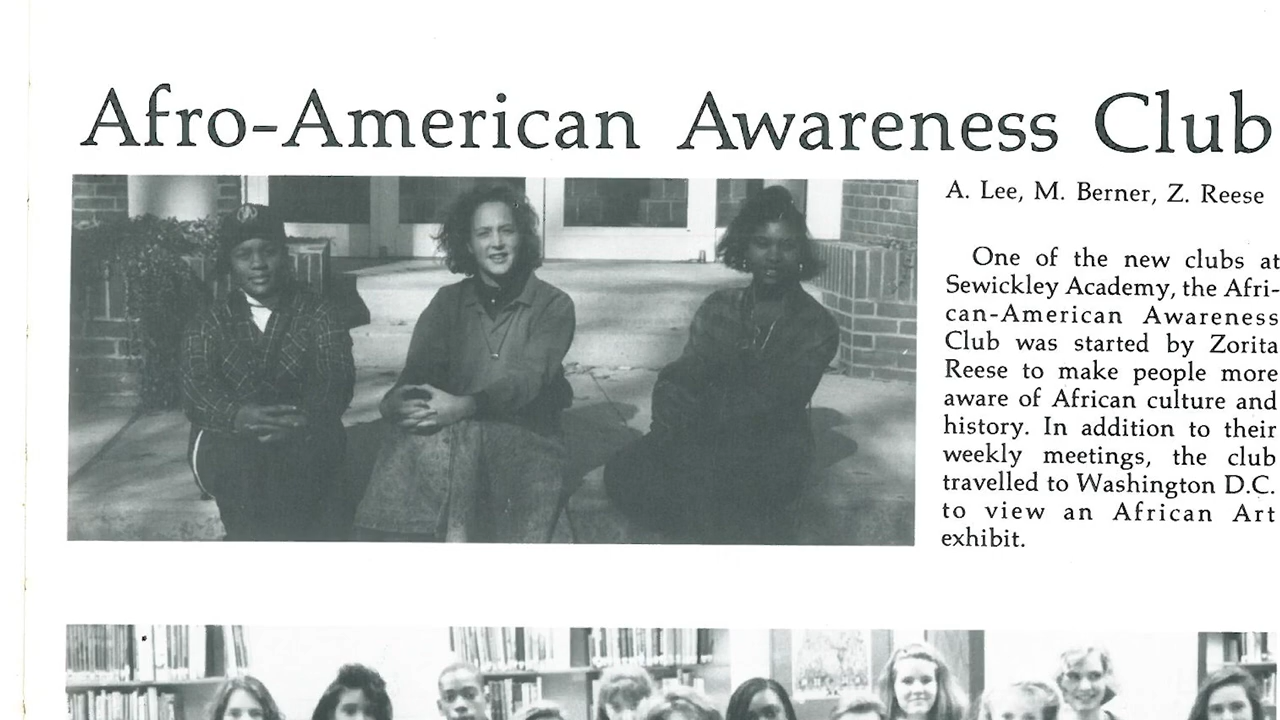 Afro-American Awareness Club
A. Lee, M. Berner, Z. Reese
One of the new clubs at
Sewickley Academy, the Afri-
can-American Awareness
Club was started by Zorita
Reese to make people more
aware of African culture and
history. In addition to their
weekly meetings, the club
travelled to Washington D.C.
to view an African Art
exhibit.